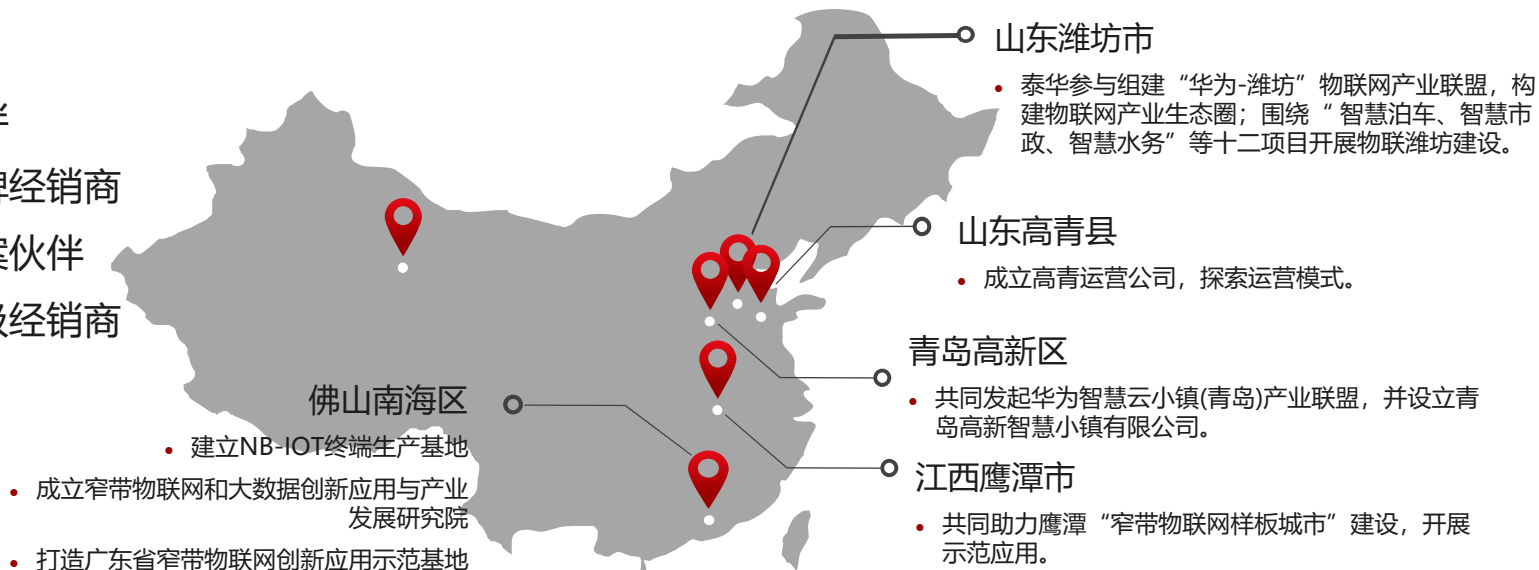 伴
牌经销商
案伙伴
级经销商
山东潍坊市
• 泰华参与组建“华为-潍坊”物联网产业联盟，构
建物联网产业生态圈；围绕“ 智慧泊车、智慧市
政、智慧水务”等十二项目开展物联潍坊建设。
山东高青县
• 成立高青运营公司，探索运营模式。
青岛高新区
• 共同发起华为智慧云小镇(青岛)产业联盟，并设立青
岛高新智慧小镇有限公司。
江西鹰潭市
• 共同助力鹰潭“窄带物联网样板城市”建设，开展
示范应用。
佛山南海区
• 建立NB-IOT终端生产基地
• 成立窄带物联网和大数据创新应用与产业
发展研究院
• 打造广东省窄带物联网创新应用示范基地